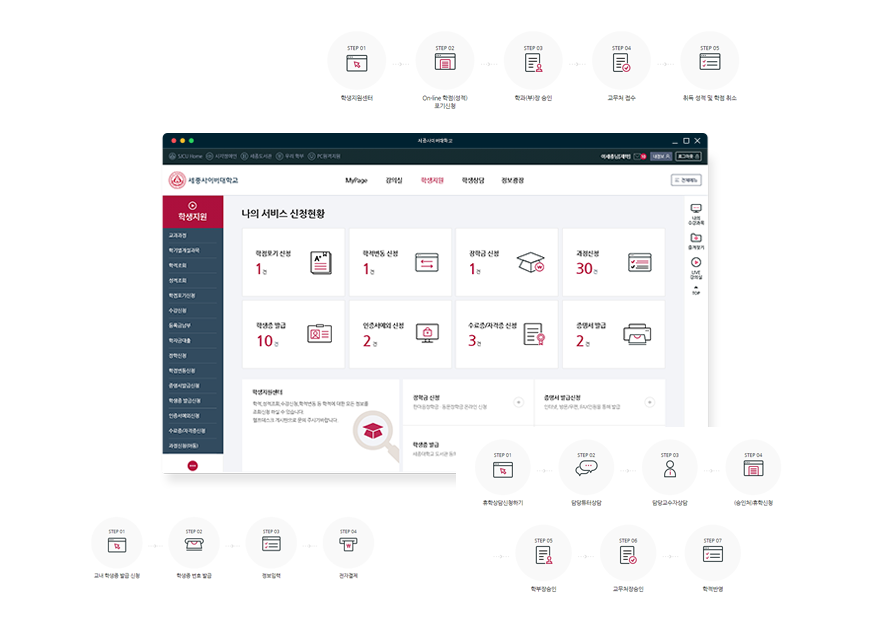 STEP 01
STEP 02
STEP 03
STEP 04
STEP 05
학생지원센터
On-line 학점(성적)
포기신청
학과(부)장 승인
교무처 접수
취득 성적 및 학점 취소
세종사이버대학교
SJCU Home
세종도서관
우리 학부
PC원격지원
로그아웃
세종사이버대학교
MyPage
강의실
학생지원
학생상담
정보광장
전체메뉴
학생지원
나의 서비스 신청현황
교과과정
학기별개설과목
학적조회
성적조회
학점포기신청
수강신청
등록금납부
학자금대출
장학신청
학적변동신청
증명서발급신청
학생증 발급신청
인증서예외신청
수료증/자격증신청
과정신청(이동)
학점포기 신청
1건
학적변동 신청
1건
장학금 신청
1건
과정신청
30건
학생증 발급
10건
인증서예외 신청
2건
수료증/자격증 신청
3건
증명서 발급
2건
나의
수강과목
즐겨찾기
LIVE
강의실
TOP
학생지원센터
학적,성적조회,수강신청,학적변동 등 학적에 대한 모든 정보를
조회신청 하실 수 있습니다.
헬프데스크 게시판으로 문의 주시기 바랍니다.
장학금 신청
증명서 발급신청
학생증 발급
STEP 01
STEP 02
STEP 03
STEP 04
휴학상담신청하기
담당튜터상담
담당교수자상담
(승인처)휴학신청
STEP 05
STEP 06
STEP 07
학부장승인
교무처장승인
학적반영
STEP 01
STEP 02
STEP 03
STEP 04
교내 학생증 발급 신청
학생증 번호 발급
정보입력
전자결제